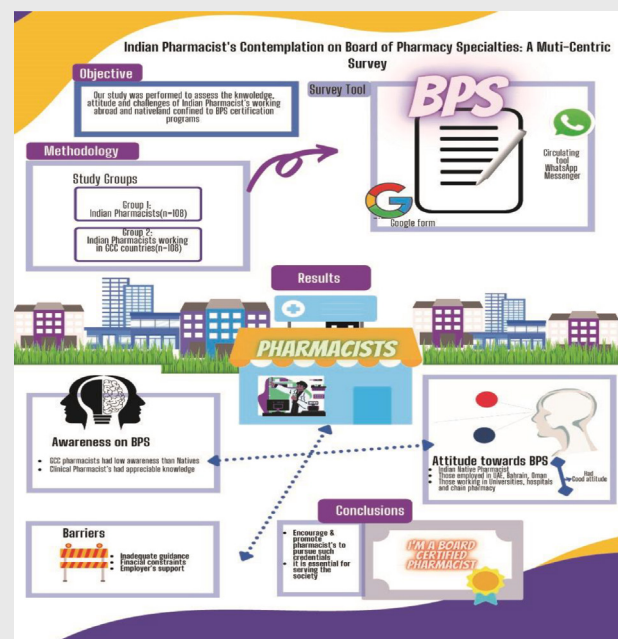 Indian Pharmacist's Contemplation on Board of Pharmacy Specialties: A Muti-Centric
Survey
Objective
Our study was performed to assess the knwoledge,
attitude and challenges of Indian Pharmacist's working
abroad and nativeland confined to BPS certification
programs
Methodology
Study Groups
Group 1:
Indian Pharmacists(n=108)
Group 2:
Indian Pharmacists working
in GCC countries(n=108)
Survey Tool
BPS
Circulating
tool
WhatsApp
Messenger
Google form
Results
PHARMACISTS
Awareness on BPS
GCC pharmacists had low awareness than Natives
Clinical Pharmacist's had appreciable knowledge
Attitude towards BPS
Indian Native Pharmacist
Those employed in UAE, Bahrain, Oman
Those working in Universities, hospitals
and chain pharmacy
Had
Good attitude
Barriers
Inadequate guidance
Finacial constraints
Employer's support
Conclusions
Encourage &
promote
pharmacist's to
pursue such
credentials
it is essential for
serving the
society
I'M A BOARD
CERTIFIED
PHARMACIST